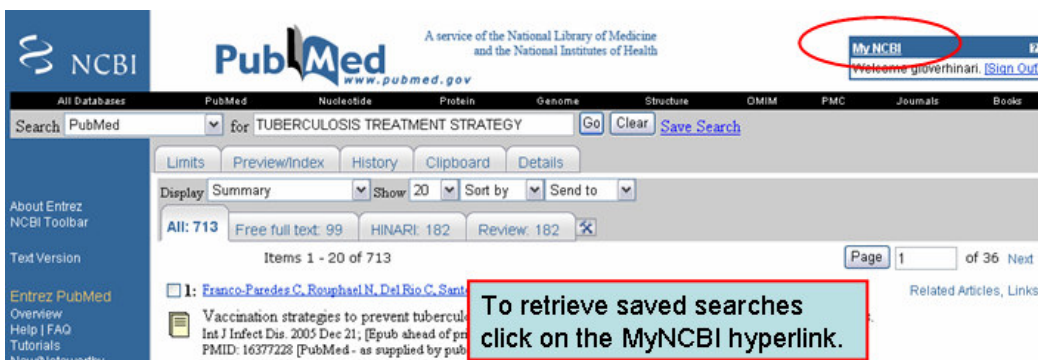 NCBI
PubMed
www.pubmed.gov
A service of the National Library of Medicine
and the National Institutes of Health
My NCBI
Welcome gloverhinari. [Sign Out
All Databases PubMed Nucleotide Protein Genome Structure OMIM PMC Journals Books
Search PubMed for TUBERCULOSIS TREATMENT STRATEGY Go Clear Save Search
Limits Preview/Index History Clipboard Details
Display Summary Show 20 Sort by Send to
All: 713 Free full text: 99 HINARI: 182 Review: 182
Items 1 - 20 of 713 Page 1 of 36 Next
1: Franco-Paredes C, Rouphael N, Del Rio C, Related Articles, Links
Vaccination strategies to prevent
Int J Infect Dis. 2005 Dec 21; [Epub ahead of
PMID: 16377228 [PubMed - as supplied by
To retrieve saved searches
click on the MyNCBI hyperlink.
About Entrez
NCBI Toolbar
Text Version
Entrez PubMed
Overview
Help | FAQ
Tutorials